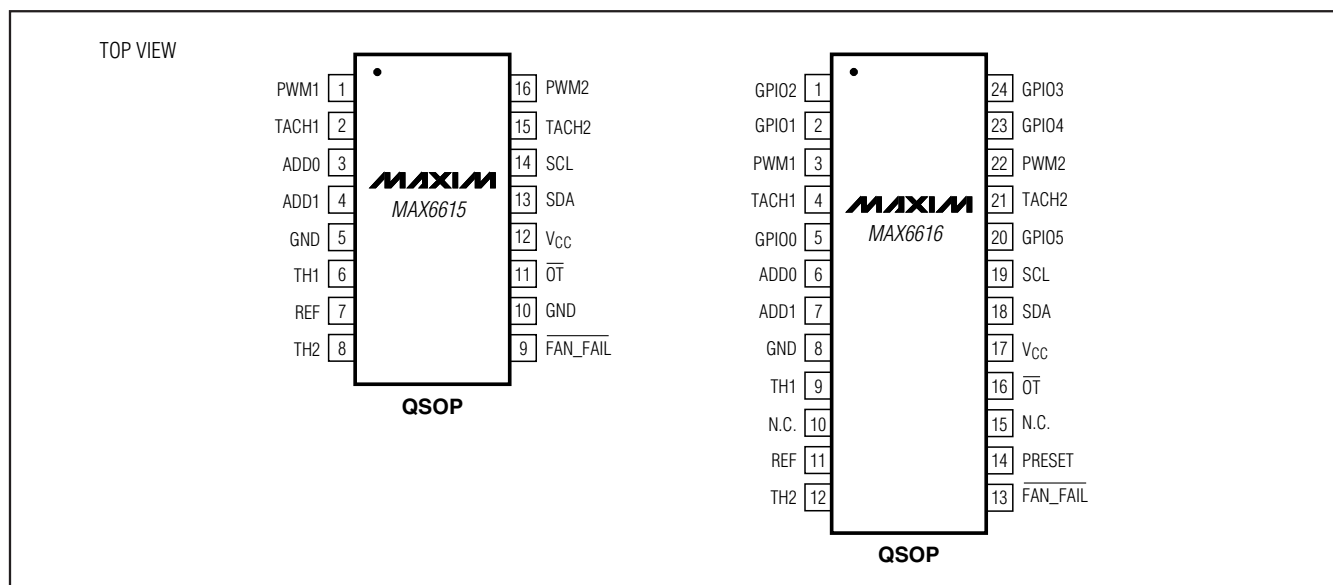 TOP VIEW
PWM1 1
TACH1 2
ADD0 3
ADD1 4
GND 5
TH1 6
REF 7
TH2 8
16 PWM2
15 TACH2
14 SCL
13 SDA
12 VCC
11 OT
10 GND
9 FAN_FAIL
MAXIM
MAX6615
QSOP
GPIO2 1
GPIO1 2
PWM1 3
TACH1 4
GPIO0 5
ADD0 6
ADD1 7
GND 8
TH1 9
N.C. 10
REF 11
TH2 12
24 GPIO3
23 GPIO4
22 PWM2
21 TACH2
20 GPIO5
19 SCL
18 SDA
17 VCC
16 OT
15 N.C.
14 PRESET
13 FAN_FAIL
MAXIM
MAX6616
QSOP